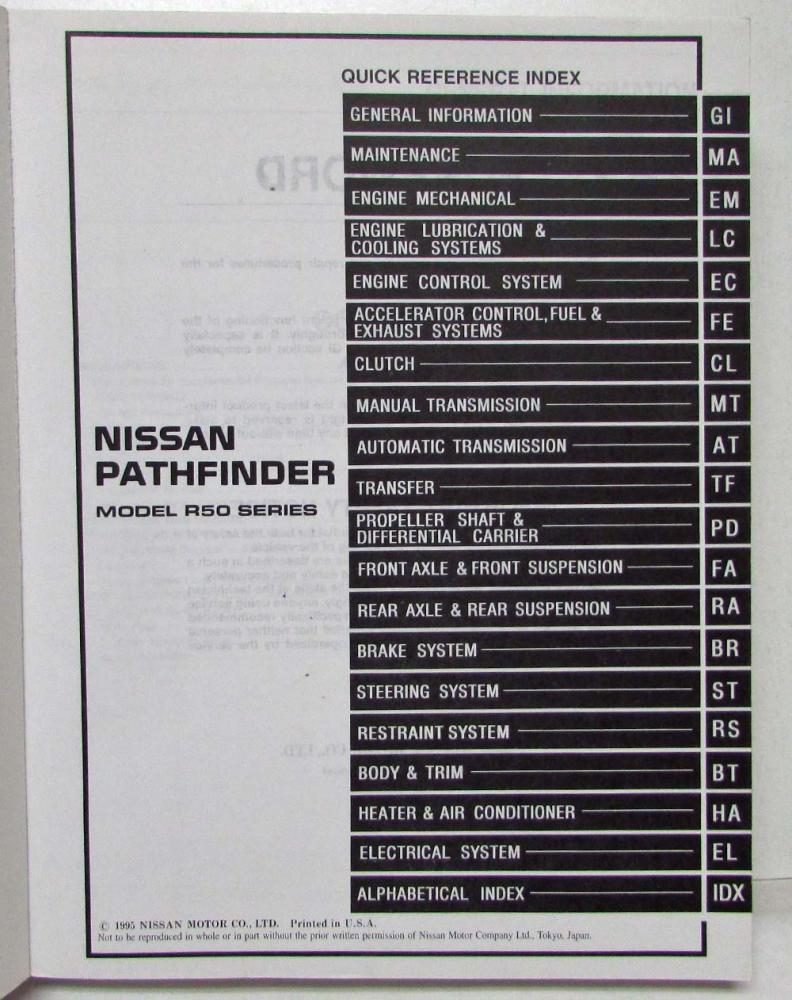 QUICK REFERENCE INDEX
GENERAL INFORMATION GI
MAINTENANCE MA
ENGINE MECHANICAL EM
ENGINE LUBRICATION &
COOLING SYSTEMS LC
ENGINE CONTROL SYSTEM EC
ACCELERATOR CONTROL, FUEL &
EXHAUST SYSTEMS FE
CLUTCH CL
MANUAL TRANSMISSION MT
AUTOMATIC TRANSMISSION AT
TRANSFER TF
PROPELLER SHAFT &
DIFFERENTIAL CARRIER PD
FRONT AXLE & FRONT SUSPENSION FA
REAR AXLE & REAR SUSPENSION RA
BRAKE SYSTEM BR
STEERING SYSTEM ST
RESTRAINT SYSTEM RS
BODY & TRIM BT
HEATER & AIR CONDITIONER HA
ELECTRICAL SYSTEM EL
ALPHABETICAL INDEX IDX
NISSAN
PATHFINDER
MODEL R50 SERIES
© 1995 NISSAN MOTOR CO., LTD. Printed in U.S.A.
Not to be reproduced in whole or in part without the prior written permission of Nissan Motor Company Ltd., Tokyo, Japan.